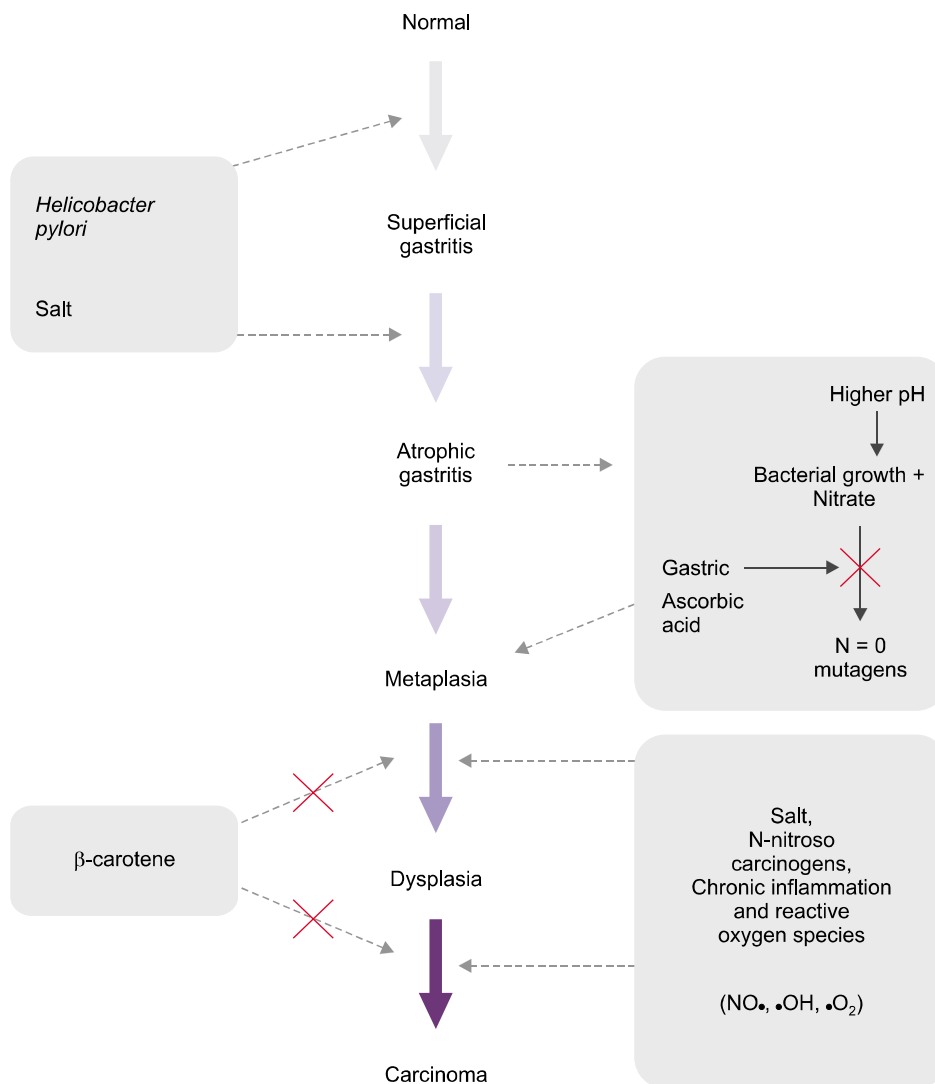 Normal
Helicobacter
pylori
Salt
Superficial
gastritis
Atrophic
gastritis
Higher pH
Bacterial growth +
Nitrate
Gastric
Ascorbic
acid
N = 0
mutagens
Metaplasia
β-carotene
Dysplasia
Salt,
N-nitroso
carcinogens,
Chronic inflammation
and reactive
oxygen species
(NO•, •OH, •O₂)
Carcinoma